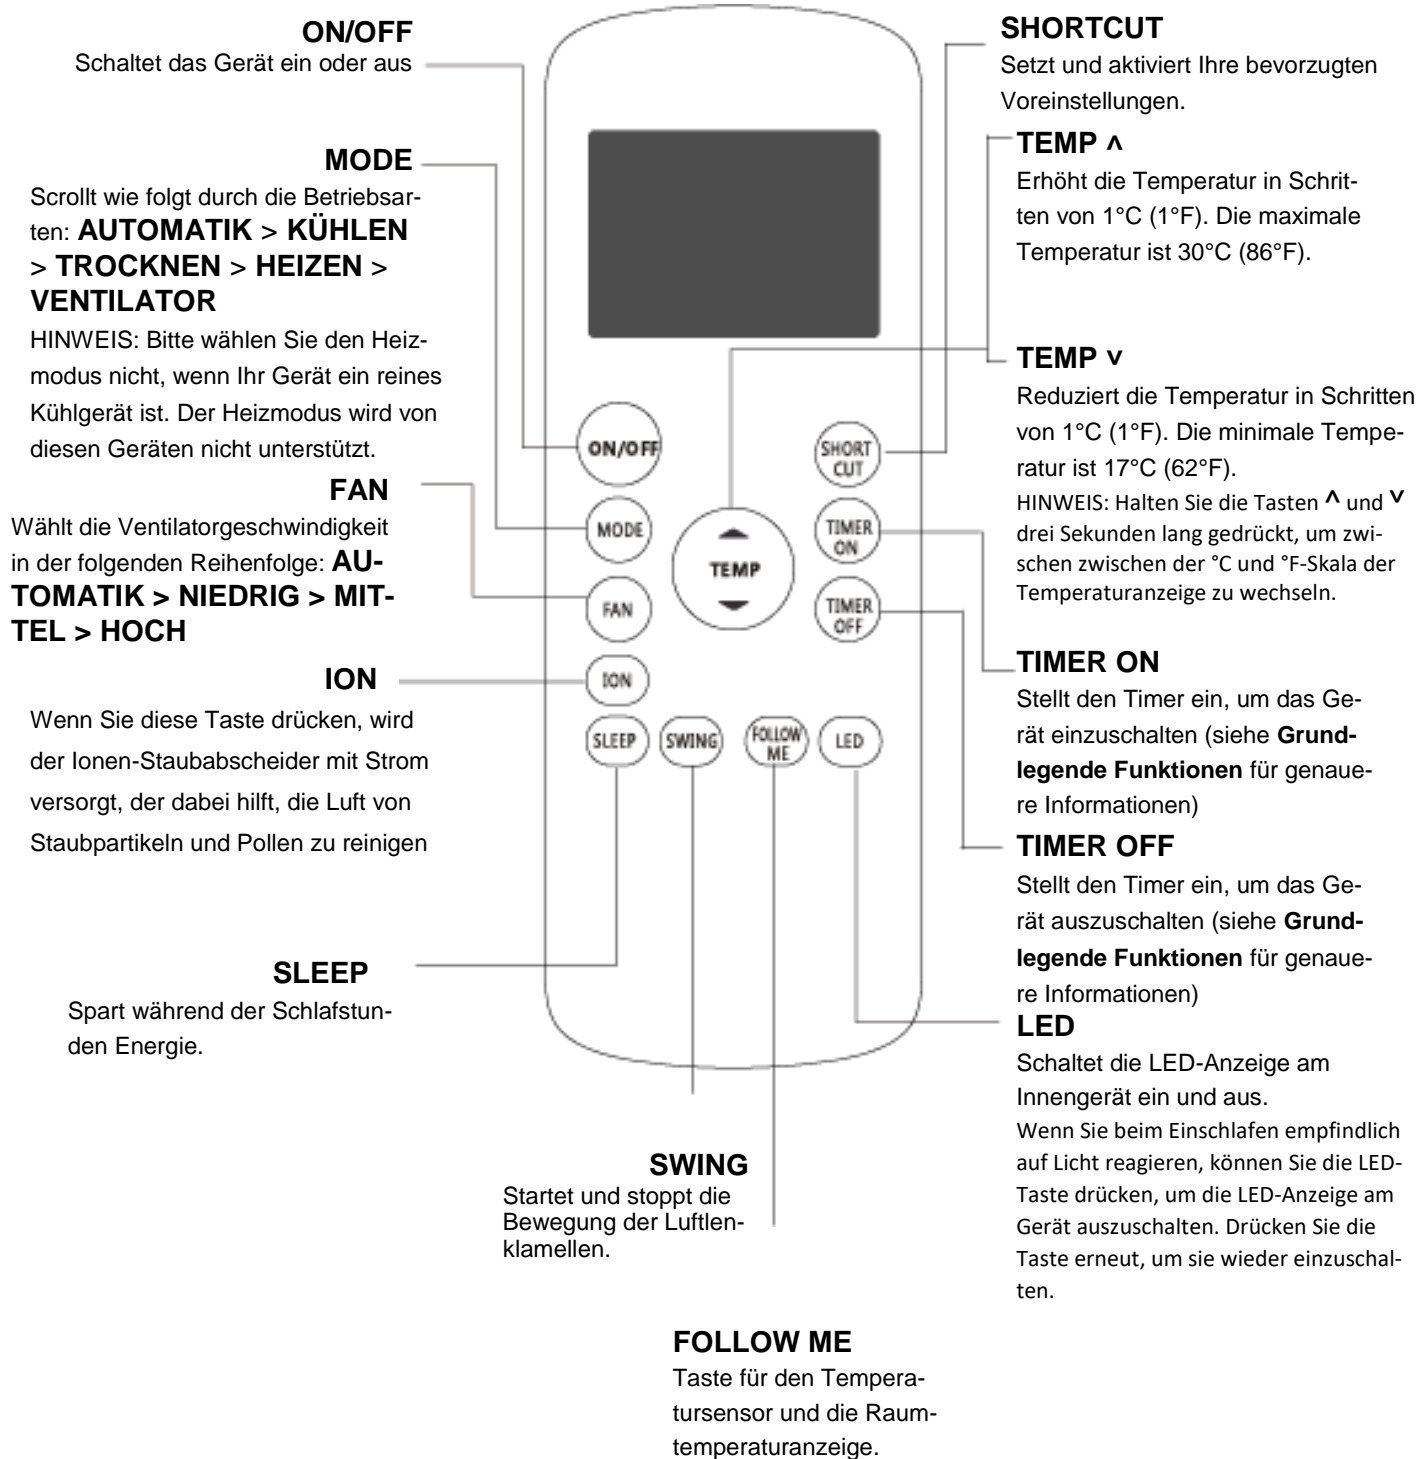 ON/OFF
Schaltet das Gerät ein oder aus
MODE
Scrollt wie folgt durch die Betriebsar-
ten: AUTOMATIK > KÜHLEN
> TROCKNEN > HEIZEN >
VENTILATOR
HINWEIS: Bitte wählen Sie den Heiz-
modus nicht, wenn Ihr Gerät ein reines
Kühlgerät ist. Der Heizmodus wird von
diesen Geräten nicht unterstützt.
FAN
Wählt die Ventilatorgeschwindigkeit
in der folgenden Reihenfolge: AU-
TOMATIK > NIEDRIG > MIT-
TEL > HOCH
ION
Wenn Sie diese Taste drücken, wird
der Ionen-Staubabscheider mit Strom
versorgt, der dabei hilft, die Luft von
Staubpartikeln und Pollen zu reinigen
SLEEP
Spart während der Schlafstun-
den Energie.
ON/OFF
MODE
FAN
ION
SLEEP
SWING
FOLLOW
ME
LED
TEMP
SHORT
CUT
TIMER
ON
TIMER
OFF
SWING
Startet und stoppt die
Bewegung der Luftlen-
klamellen.
FOLLOW ME
Taste für den Tempera-
tursensor und die Raum-
temperaturanzeige.
SHORTCUT
Setzt und aktiviert Ihre bevorzugten
Voreinstellungen.
TEMP ˄
Erhöht die Temperatur in Schrit-
ten von 1°C (1°F). Die maximale
Temperatur ist 30°C (86°F).
TEMP ˅
Reduziert die Temperatur in Schritten
von 1°C (1°F). Die minimale Tempe-
ratur ist 17°C (62°F).
HINWEIS: Halten Sie die Tasten ˄ und ˅
drei Sekunden lang gedrückt, um zwi-
schen zwischen der °C und °F-Skala der
Temperaturanzeige zu wechseln.
TIMER ON
Stellt den Timer ein, um das Ge-
rät einzuschalten (siehe Grund-
legende Funktionen für genaue-
re Informationen)
TIMER OFF
Stellt den Timer ein, um das Ge-
rät auszuschalten (siehe Grund-
legende Funktionen für genaue-
re Informationen)
LED
Schaltet die LED-Anzeige am
Innengerät ein und aus.
Wenn Sie beim Einschlafen empfindlich
auf Licht reagieren, können Sie die LED-
Taste drücken, um die LED-Anzeige am
Gerät auszuschalten. Drücken Sie die
Taste erneut, um sie wieder einzuschal-
ten.